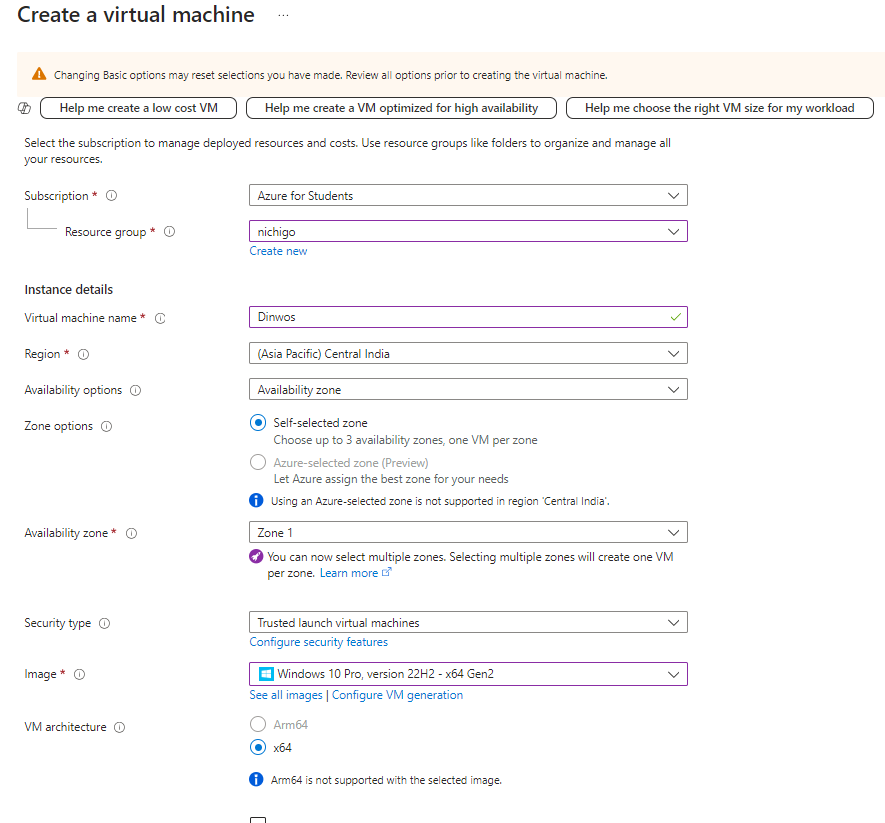 Create a virtual machine ...
Changing Basic options may reset selections you have made. Review all options prior to creating the virtual machine.
Help me create a low cost VM
Help me create a VM optimized for high availability
Help me choose the right VM size for my workload
Select the subscription to manage deployed resources and costs. Use resource groups like folders to organize and manage all
your resources.
Subscription *
Azure for Students
Resource group *
nichigo
Create new
Instance details
Virtual machine name *
Dinwos
Region *
(Asia Pacific) Central India
Availability options
Availability zone
Zone options
Self-selected zone
Choose up to 3 availability zones, one VM per zone
Azure-selected zone (Preview)
Let Azure assign the best zone for your needs
Using an Azure-selected zone is not supported in region 'Central India'.
Availability zone *
Zone 1
You can now select multiple zones. Selecting multiple zones will create one VM
per zone. Learn more
Security type
Trusted launch virtual machines
Configure security features
Image *
Windows 10 Pro, version 22H2 - x64 Gen2
See all images | Configure VM generation
VM architecture
Arm64
x64
Arm64 is not supported with the selected image.